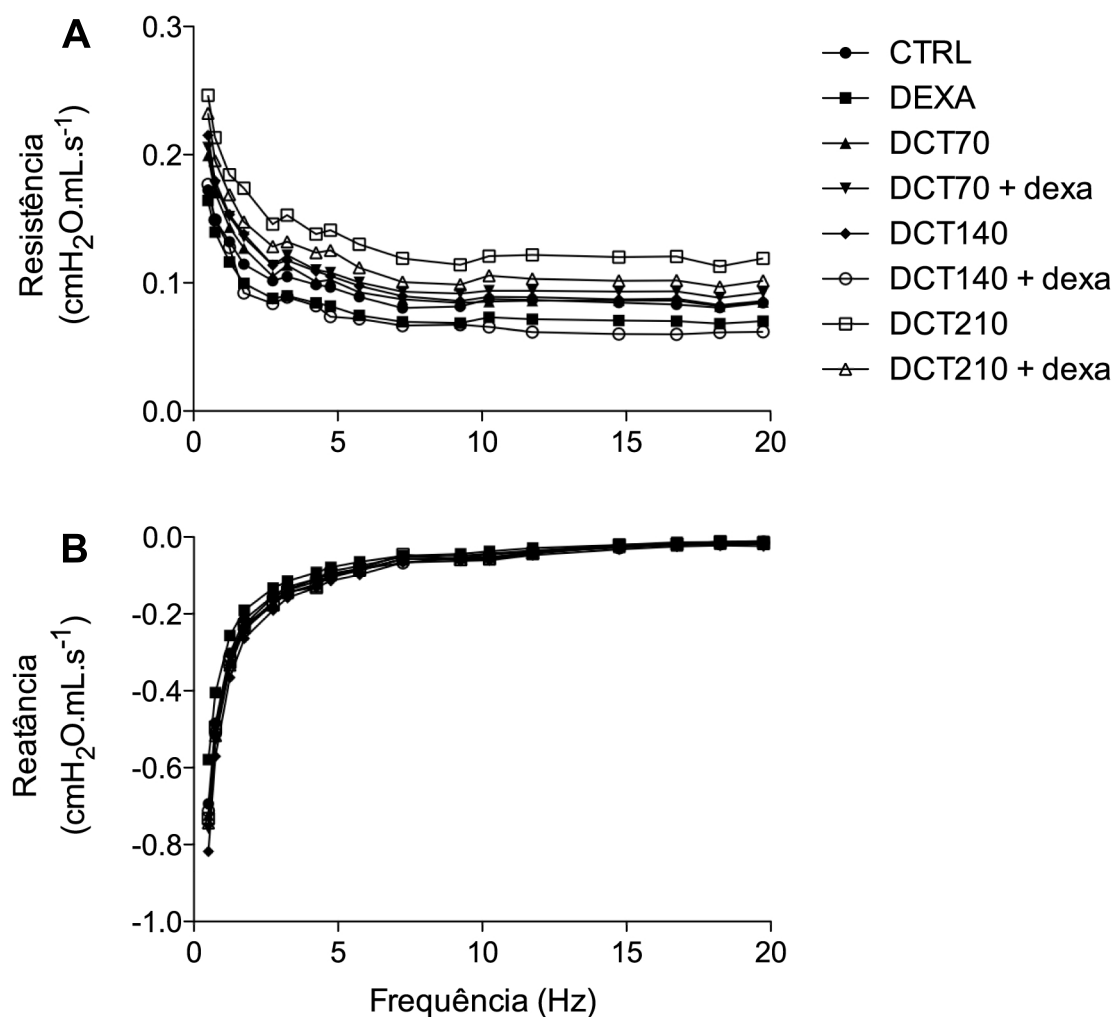 A
Resistência
(cmH₂O.mL.s⁻¹)
0.3
0.2
0.1
0.0
0 5 10 15 20
CTRL
DEXA
DCT70
DCT70 + dexa
DCT140
DCT140 + dexa
DCT210
DCT210 + dexa
B
Reatância
(cmH₂O.mL.s⁻¹)
0.0
-0.2
-0.4
-0.6
-0.8
-1.0
0 5 10 15 20
Frequência (Hz)